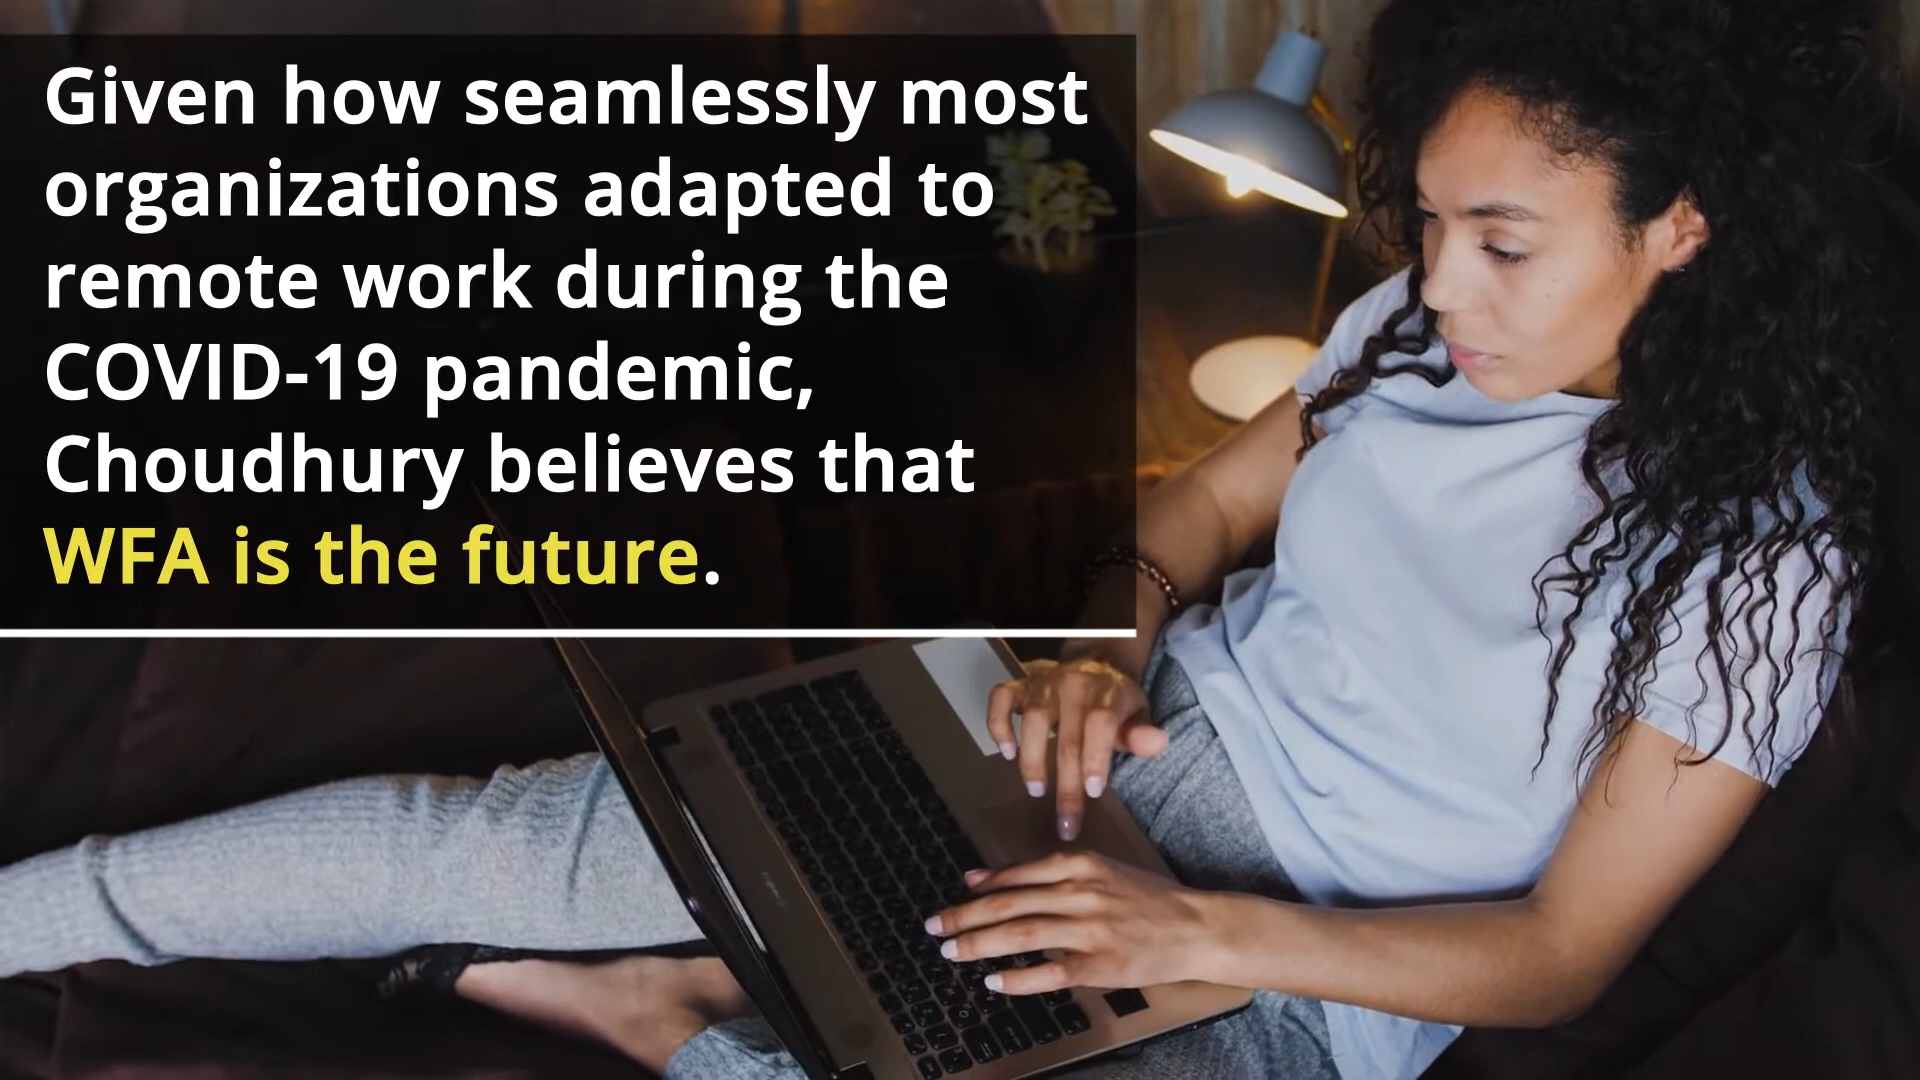 Given how seamlessly most
organizations adapted to
remote work during the
COVID-19 pandemic,
Choudhury believes that
WFA is the future.